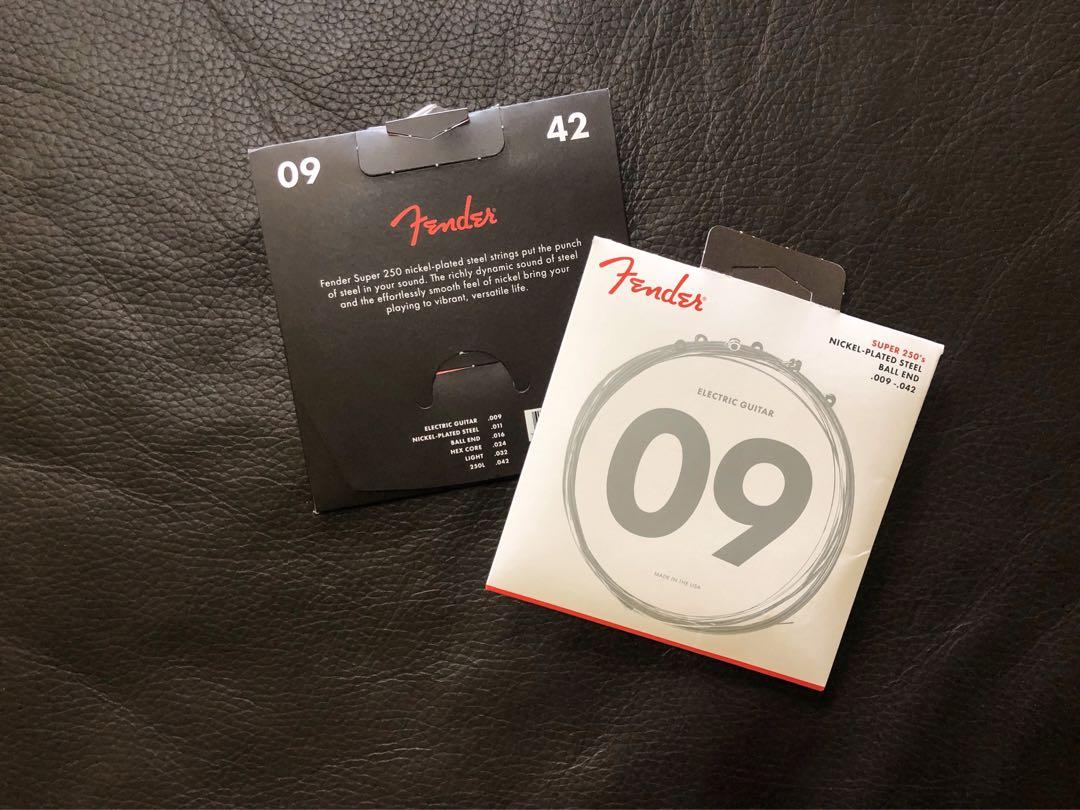 09
42
Fender
Fender Super 250 nickel-plated steel strings put the punch
of steel in your sound. The richly dynamic sound of steel
and the effortlessly smooth feel of nickel bring your
playing to vibrant, versatile life.
ELECTRIC GUITAR .009
NICKEL-PLATED STEEL .011
BALL END .016
HEX CORE .024
LIGHT .032
250L .042
Fender
SUPER 250's
NICKEL-PLATED STEEL
BALL END
.009 -.042
ELECTRIC GUITAR
09
MADE IN THE USA